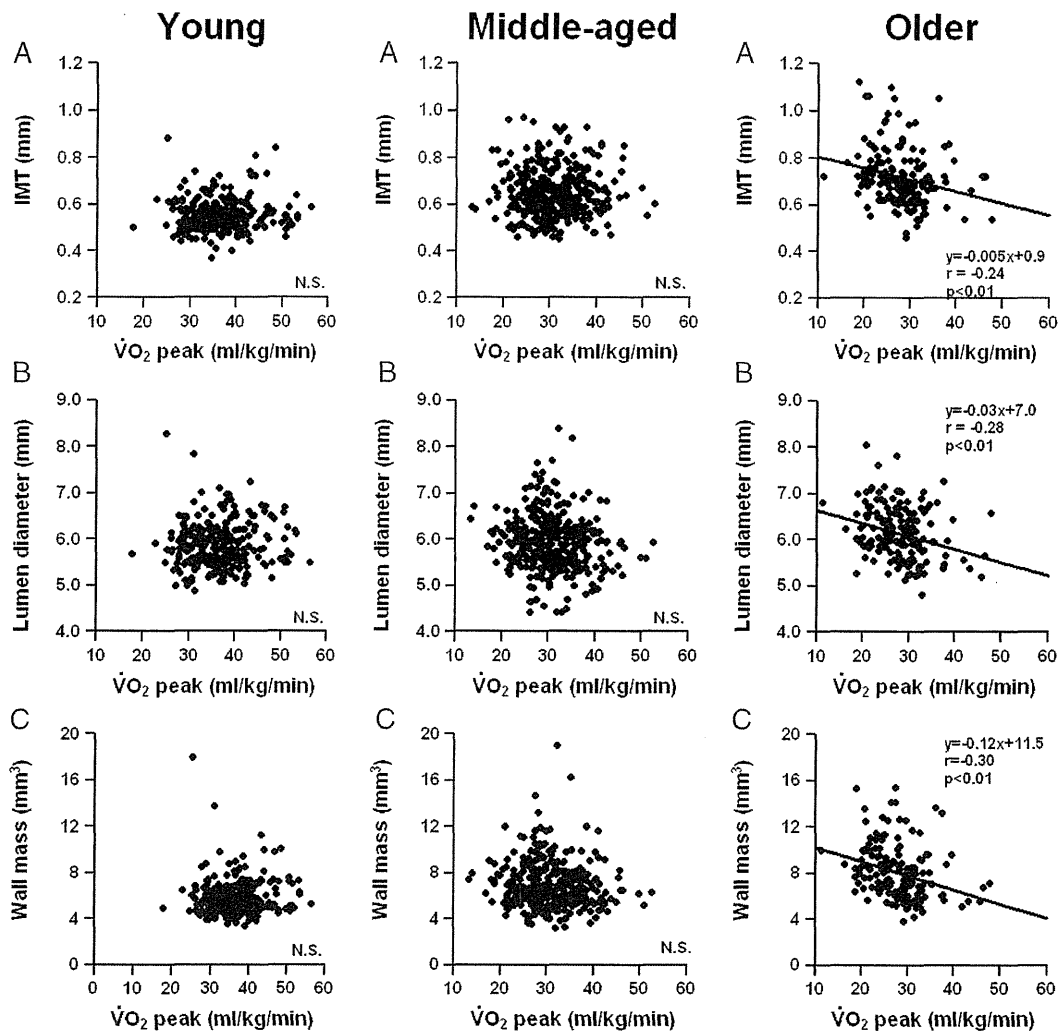 Young Middle-aged Older
A A A
1.2 1.2 1.2
1.0 1.0 1.0
0.8 0.8 0.8
0.6 0.6 0.6
0.4 0.4 0.4
0.2 0.2 0.2
IMT (mm) IMT (mm) IMT (mm)
N.S. N.S.
y=-0.005x+0.9
r = -0.24
p<0.01
10 20 30 40 50 60 10 20 30 40 50 60 10 20 30 40 50 60
V̇O₂ peak (ml/kg/min) V̇O₂ peak (ml/kg/min) V̇O₂ peak (ml/kg/min)
B B B
9.0 9.0 9.0
8.0 8.0 8.0
7.0 7.0 7.0
6.0 6.0 6.0
5.0 5.0 5.0
4.0 4.0 4.0
Lumen diameter (mm) Lumen diameter (mm) Lumen diameter (mm)
y=-0.03x+7.0
r = -0.28
p<0.01
N.S. N.S.
10 20 30 40 50 60 10 20 30 40 50 60 10 20 30 40 50 60
V̇O₂ peak (ml/kg/min) V̇O₂ peak (ml/kg/min) V̇O₂ peak (ml/kg/min)
C C C
20 20 20
16 16 16
12 12 12
8 8 8
4 4 4
0 0 0
Wall mass (mm³) Wall mass (mm³) Wall mass (mm³)
y=-0.12x+11.5
r=-0.30
p<0.01
N.S. N.S.
0 10 20 30 40 50 60 10 20 30 40 50 60 10 20 30 40 50 60
V̇O₂ peak (ml/kg/min) V̇O₂ peak (ml/kg/min) V̇O₂ peak (ml/kg/min)